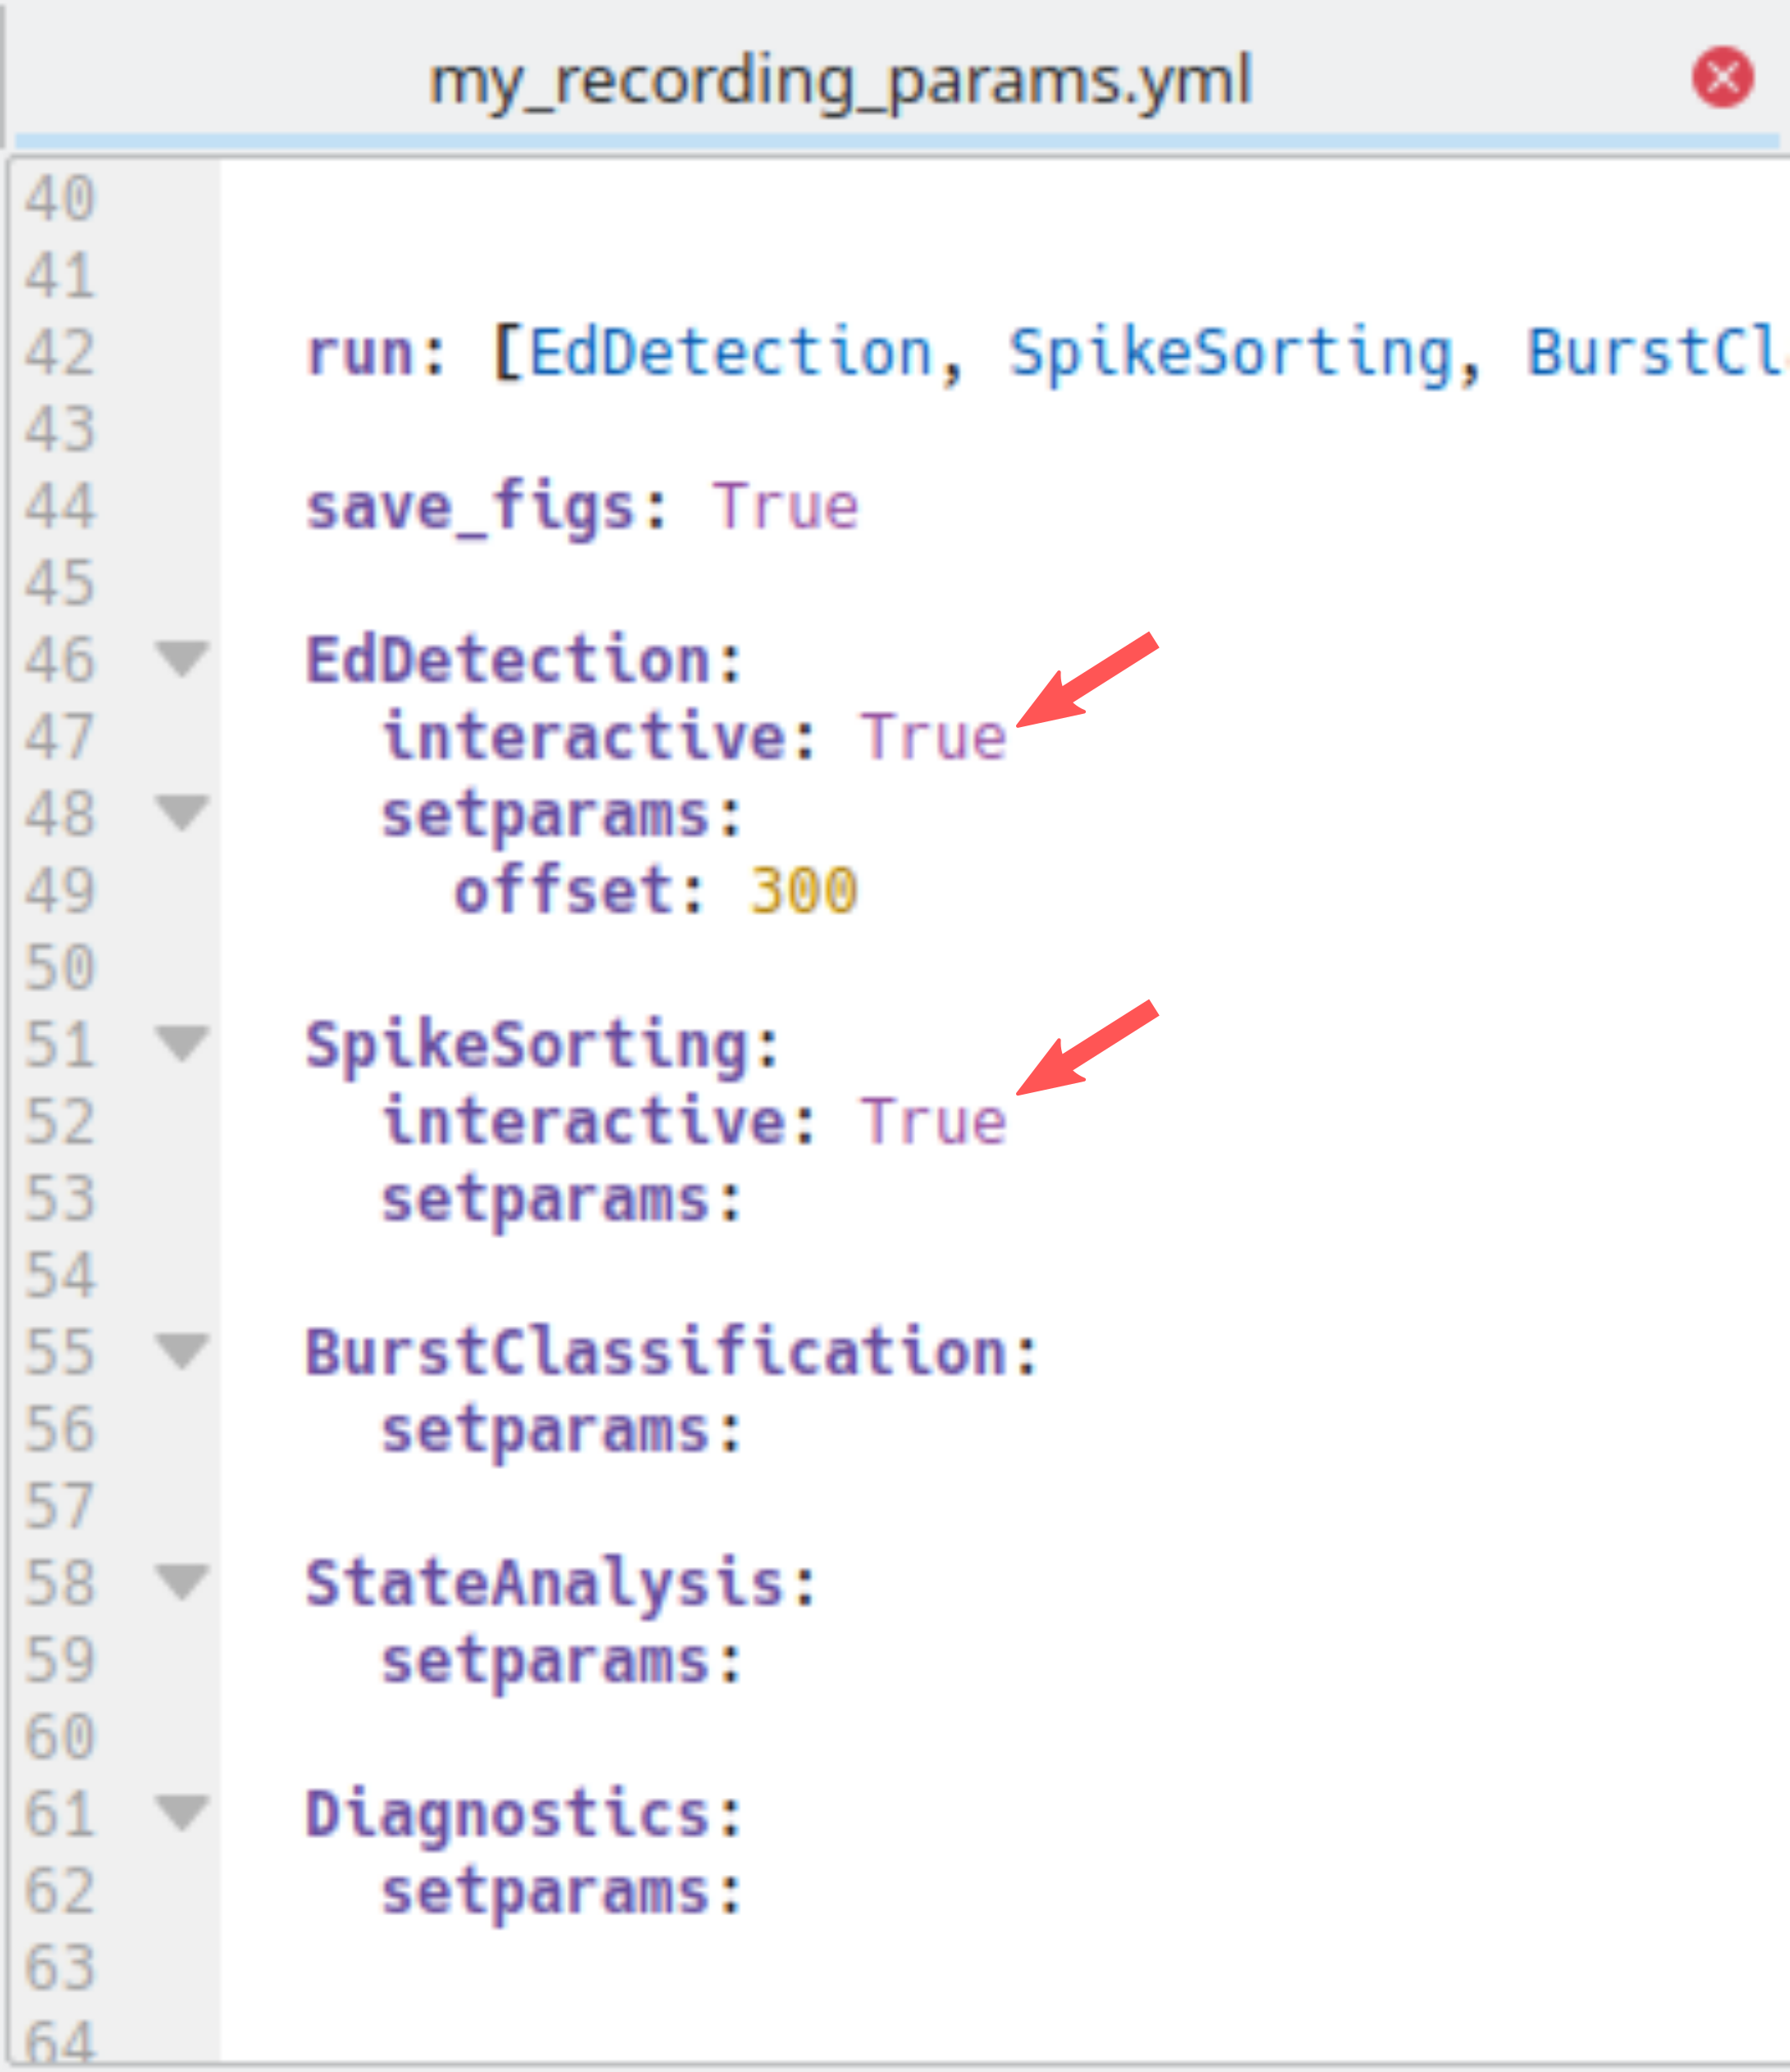 my_recording_params.yml
40
41
42 run: [EdDetection, SpikeSorting, BurstCl
43
44 save_figs: True
45
46 EdDetection:
47 interactive: True
48 setparams:
49 offset: 300
50
51 SpikeSorting:
52 interactive: True
53 setparams:
54
55 BurstClassification:
56 setparams:
57
58 StateAnalysis:
59 setparams:
60
61 Diagnostics:
62 setparams:
63
64